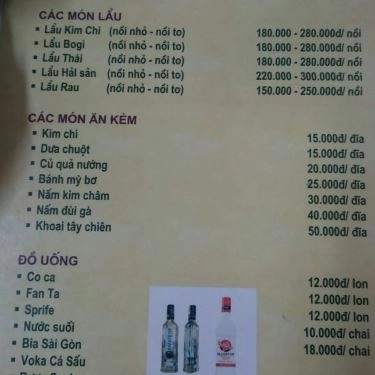 CÁC MÓN LẨU
▪ Lẩu Kim Chi (nồi nhỏ - nồi to) 180.000 - 280.000đ/ nồi
▪ Lẩu Bogi (nồi nhỏ - nồi to) 180.000 - 280.000đ/ nồi
▪ Lẩu Thái (nồi nhỏ - nồi to) 180.000 - 280.000đ/ nồi
▪ Lẩu Hải sản (nồi nhỏ - nồi to) 220.000 - 300.000đ/ nồi
▪ Lẩu Rau (nồi nhỏ - nồi to) 150.000 - 250.000đ/ nồi
CÁC MÓN ĂN KÈM
▪ Kim chi 15.000đ/ đĩa
▪ Dưa chuột 15.000đ/ đĩa
▪ Củ quả nướng 20.000đ/ đĩa
▪ Bánh mỳ bơ 25.000đ/ đĩa
▪ Nấm kim châm 30.000đ/ đĩa
▪ Nấm đùi gà 40.000đ/ đĩa
▪ Khoai tây chiên 50.000đ/ đĩa
ĐỒ UỐNG
▪ Co ca 12.000đ/ lon
▪ Fan Ta 12.000đ/ lon
▪ Sprife 12.000đ/ lon
▪ Nước suối 10.000đ/ chai
▪ Bia Sài Gòn 18.000đ/ chai
▪ Voka Cá Sấu